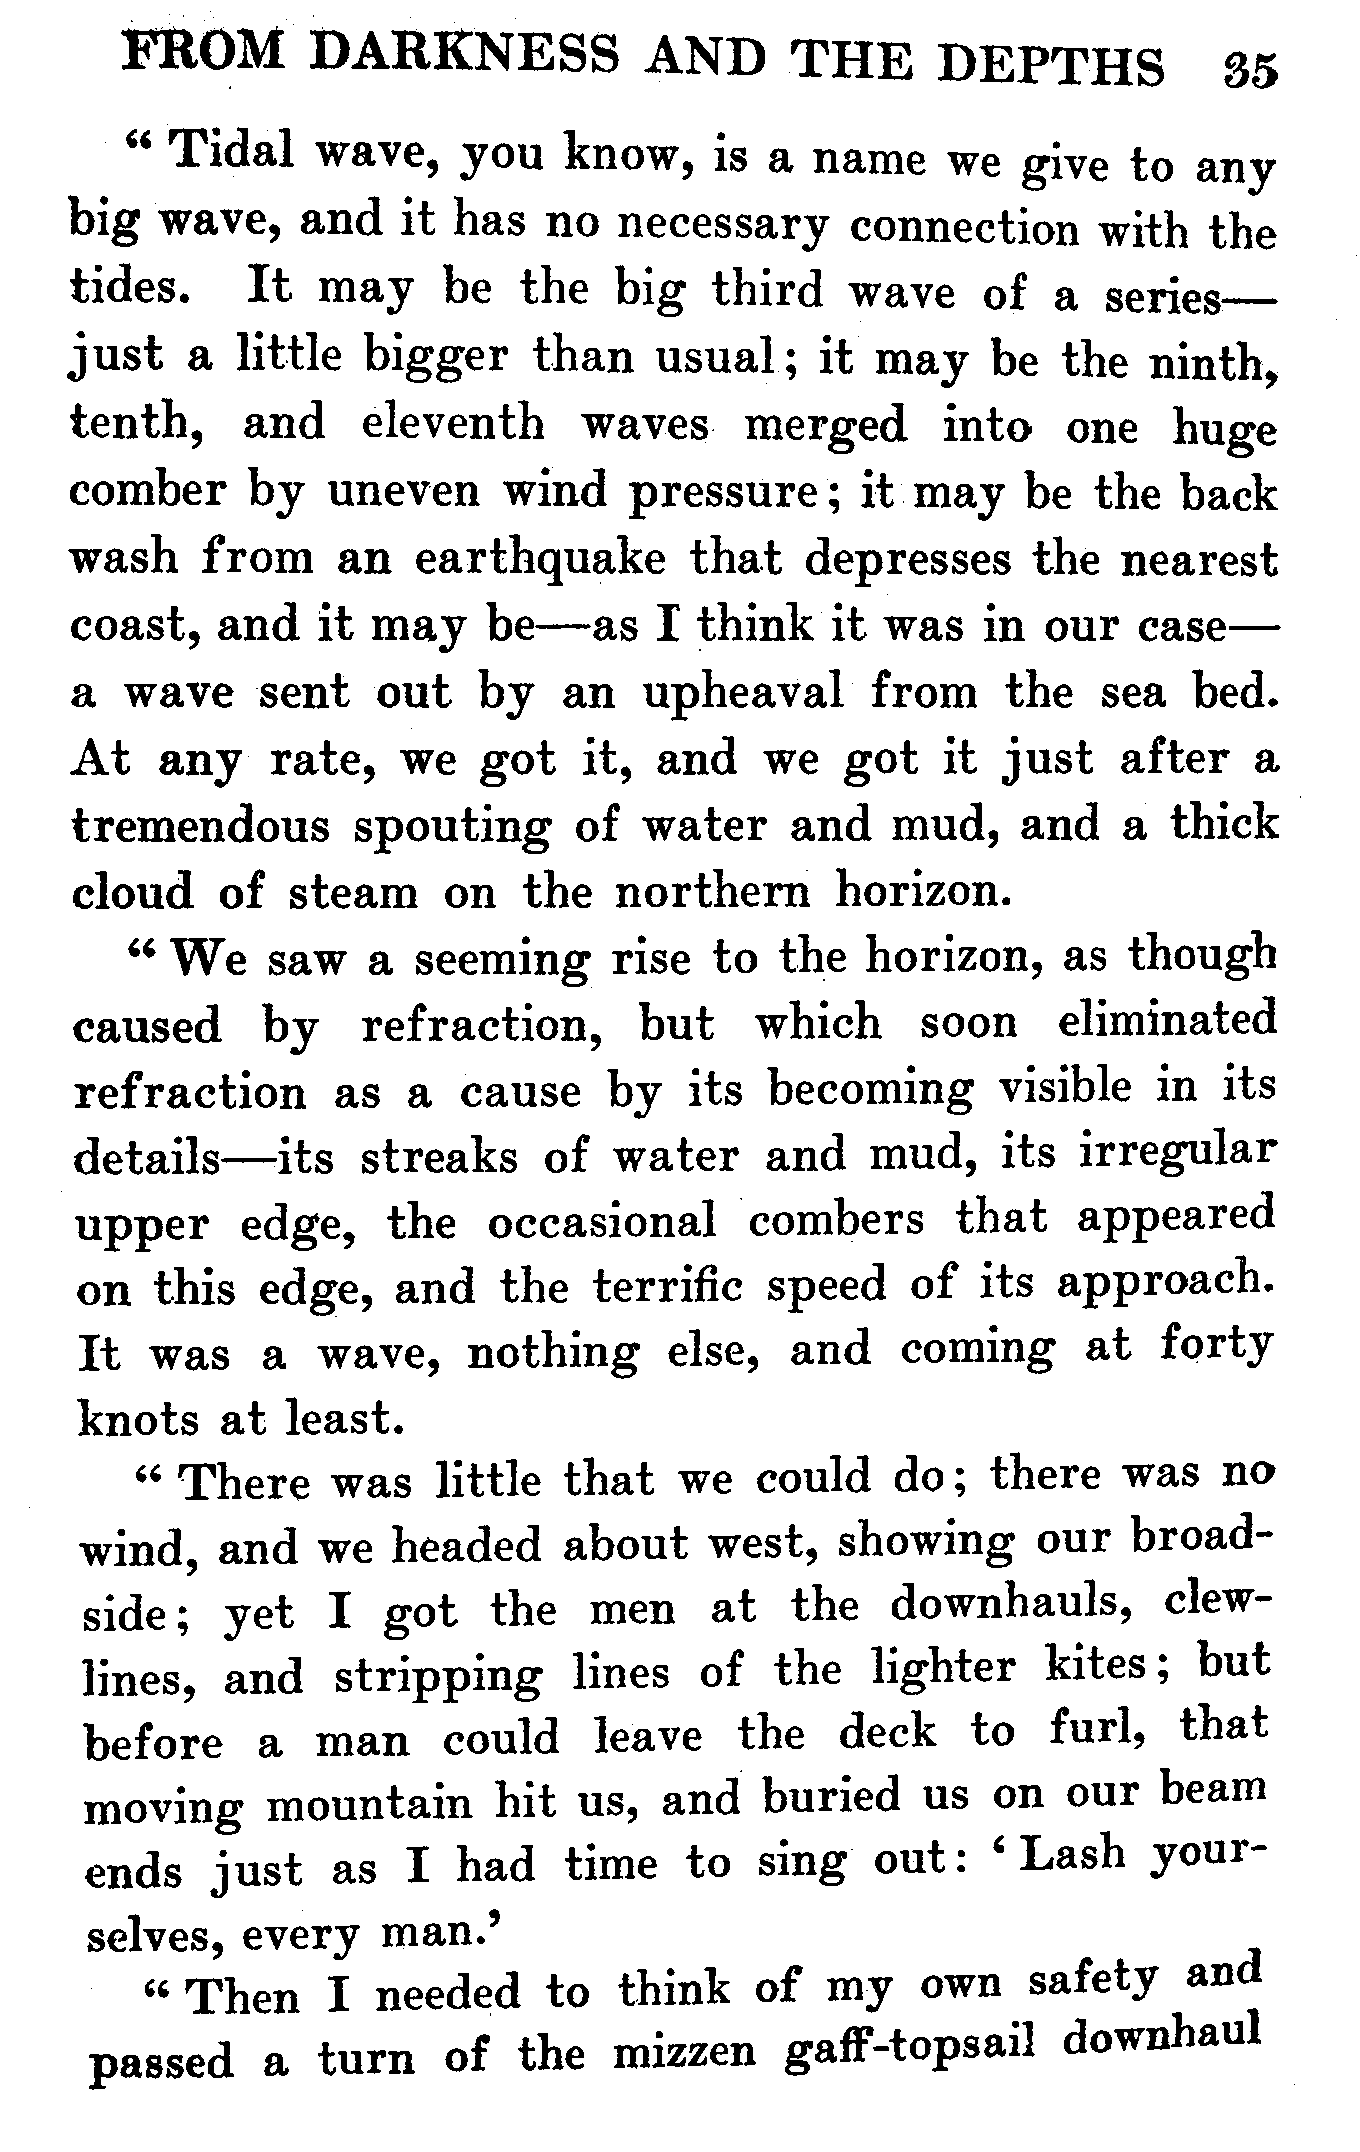 FROM DARKNESS AND THE DEPTHS 35
“ Tidal wave, you know, is a name we give to any
big wave, and it has no necessary connection with the
tides. It may be the big third wave of a series—
just a little bigger than usual; it may be the ninth,
tenth, and eleventh waves merged into one huge
comber by uneven wind pressure; it may be the back
wash from an earthquake that depresses the nearest
coast, and it may be—as I think it was in our case—
a wave sent out by an upheaval from the sea bed.
At any rate, we got it, and we got it just after a
tremendous spouting of water and mud, and a thick
cloud of steam on the northern horizon.
“ We saw a seeming rise to the horizon, as though
caused by refraction, but which soon eliminated
refraction as a cause by its becoming visible in its
details—its streaks of water and mud, its irregular
upper edge, the occasional combers that appeared
on this edge, and the terrific speed of its approach.
It was a wave, nothing else, and coming at forty
knots at least.
“ There was little that we could do; there was no
wind, and we headed about west, showing our broad-
side; yet I got the men at the downhauls, clew-
lines, and stripping lines of the lighter kites; but
before a man could leave the deck to furl, that
moving mountain hit us, and buried us on our beam
ends just as I had time to sing out: ‘ Lash your-
selves, every man.’
“ Then I needed to think of my own safety and
passed a turn of the mizzen gaff-topsail downhaul